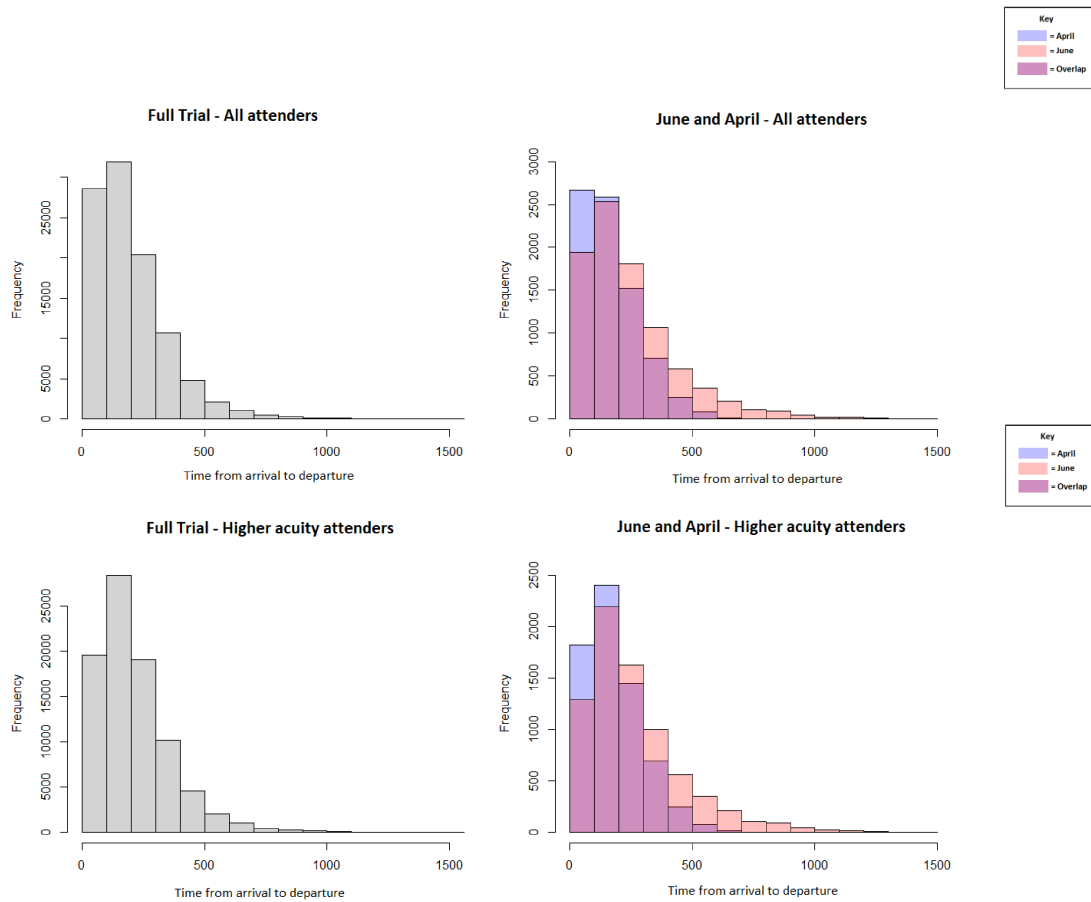 Key
= April
= June
= Overlap
Full Trial - All attenders
June and April - All attenders
Frequency
5000
15000
25000
0
0
500
1000
1500
Time from arrival to departure
Frequency
0
500
1000
1500
2000
2500
3000
0
500
1000
1500
Time from arrival to departure
Key
= April
= June
= Overlap
Full Trial - Higher acuity attenders
June and April - Higher acuity attenders
Frequency
0
5000
10000
15000
20000
25000
0
500
1000
1500
Time from arrival to departure
Frequency
0
500
1000
1500
2000
2500
0
500
1000
1500
Time from arrival to departure